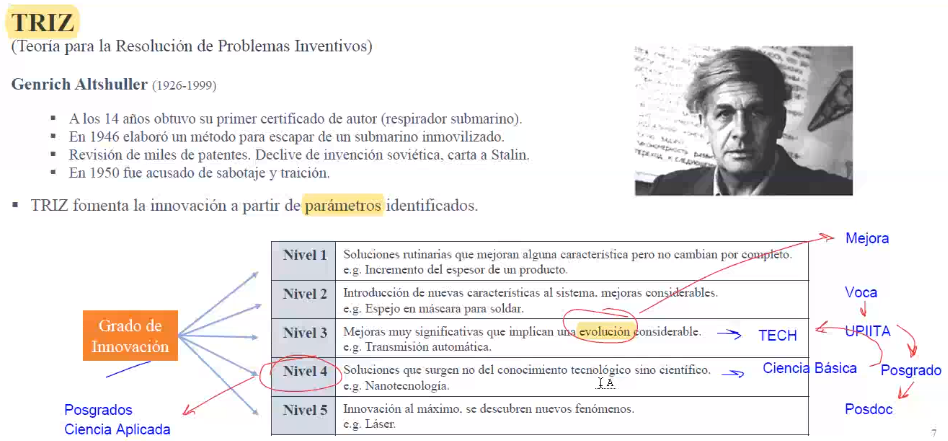 TRIZ
(Teoría para la Resolución de Problemas Inventivos)
Genrich Altshuller (1926-1999)
▪ A los 14 años obtuvo su primer certificado de autor (respirador submarino).
▪ En 1946 elaboró un método para escapar de un submarino inmovilizado.
▪ Revisión de miles de patentes. Declive de invención soviética, carta a Stalin.
▪ En 1950 fue acusado de sabotaje y traición.
▪ TRIZ fomenta la innovación a partir de parámetros identificados.
Grado de
Innovación
Nivel 1
Soluciones rutinarias que mejoran alguna característica pero no cambian por completo.
e.g. Incremento del espesor de un producto.
Nivel 2
Introducción de nuevas características al sistema, mejoras considerables.
e.g. Espejo en máscara para soldar.
Nivel 3
Mejoras muy significativas que implican una evolución considerable.
e.g. Transmisión automática.
Nivel 4
Soluciones que surgen no del conocimiento tecnológico sino científico.
e.g. Nanotecnología.
Nivel 5
Innovación al máximo, se descubren nuevos fenómenos.
e.g. Láser.
Mejora
Voca
TECH
UPIITA
Ciencia Básica
Posgrado
Posdoc
Posgrados
Ciencia Aplicada
7